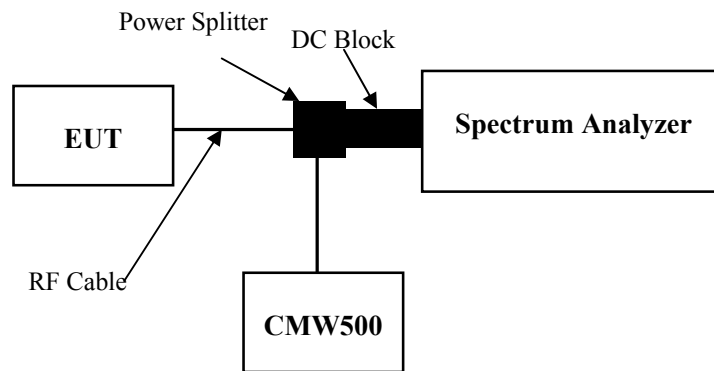 Power Splitter
DC Block
EUT
Spectrum Analyzer
RF Cable
CMW500